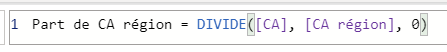 1 Part de CA région = DIVIDE([CA], [CA région], 0)